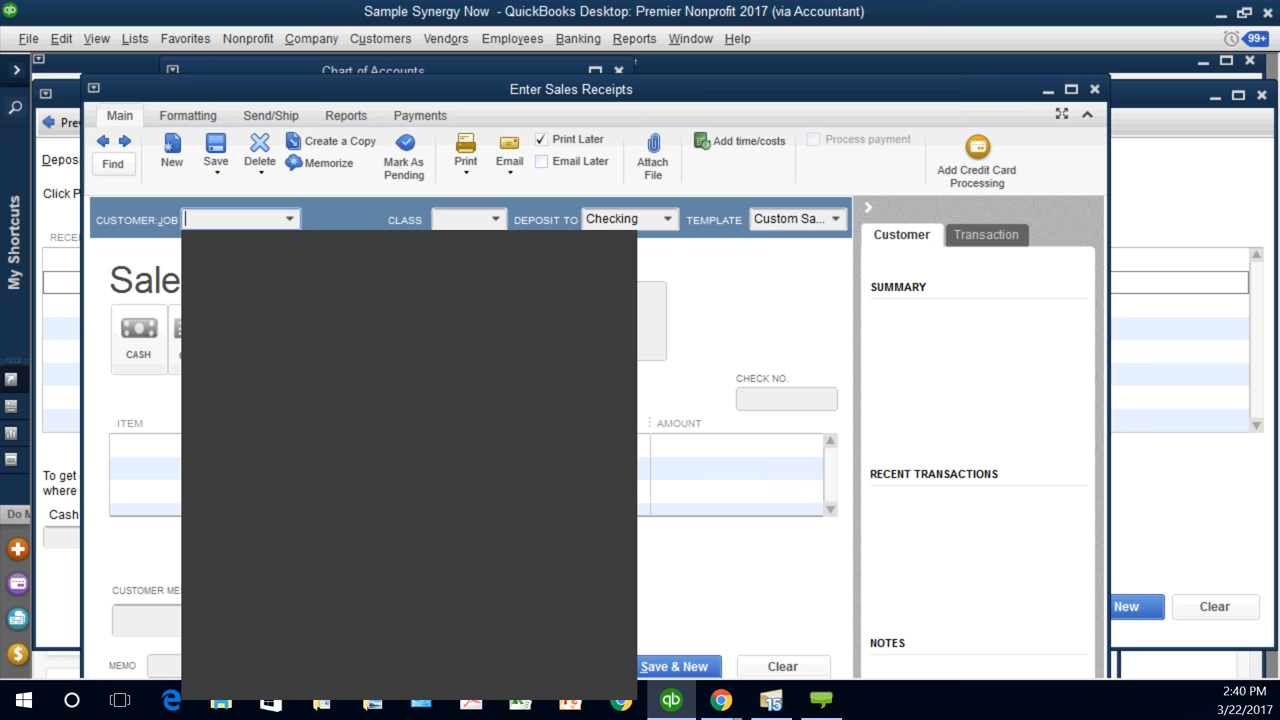 Sample Synergy Now - QuickBooks Desktop: Premier Nonprofit 2017 (via Accountant)
File Edit View Lists Favorites Nonprofit Company Customers Vendors Employees Banking Reports Window Help
99+
Chart of Accounts
Enter Sales Receipts
Main Formatting Send/Ship Reports Payments
Find
New
Save
Delete
Create a Copy
Memorize
Mark As
Pending
Print
Email
Print Later
Email Later
Attach
File
Add time/costs
Process payment
Add Credit Card
Processing
Click P
My Shortcuts
CUSTOMER:JOB CLASS DEPOSIT TO Checking TEMPLATE Custom Sa...
Customer Transaction
SUMMARY
Sale
CASH
CHECK NO.
ITEM AMOUNT
RECENT TRANSACTIONS
To get
where
Cash
Do M
CUSTOMER ME
MEMO
Save & New Clear
NOTES
New Clear
qb
15
2:40 PM
3/22/2017